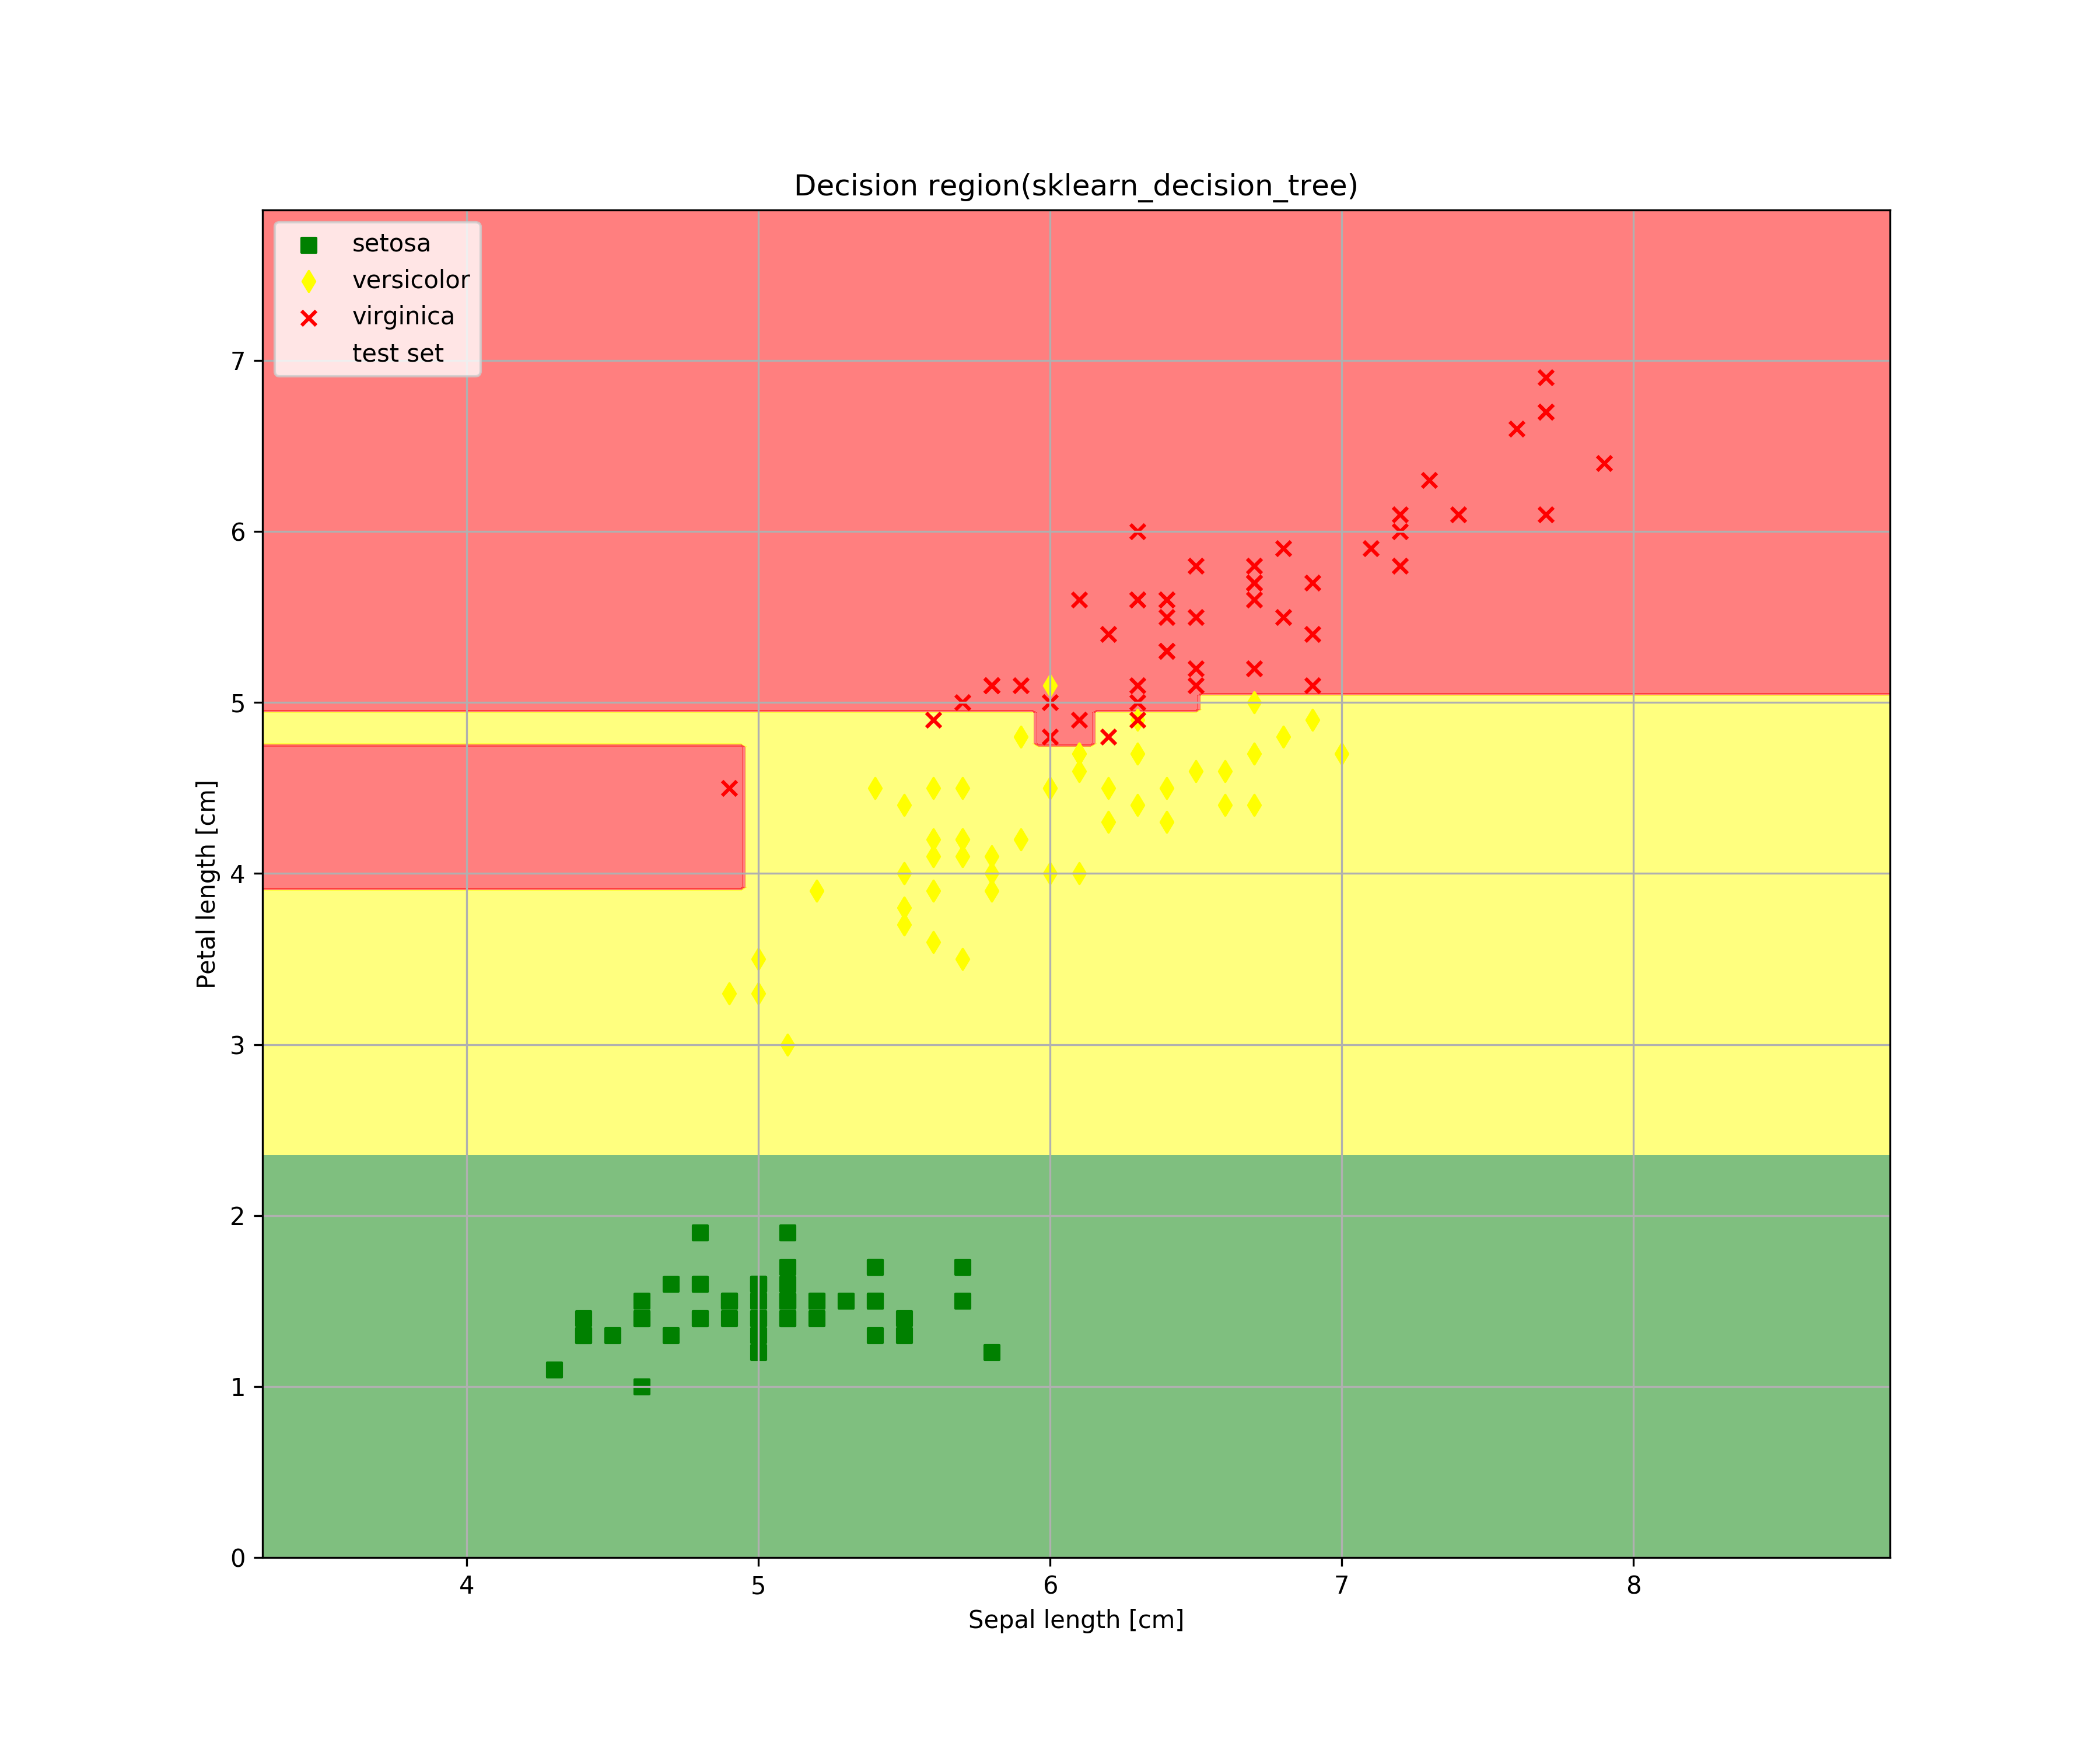 Decision region(sklearn_decision_tree)
setosa
versicolor
virginica
test set
7
6
5
4
3
2
1
0
Petal length [cm]
4 5 6 7 8
Sepal length [cm]